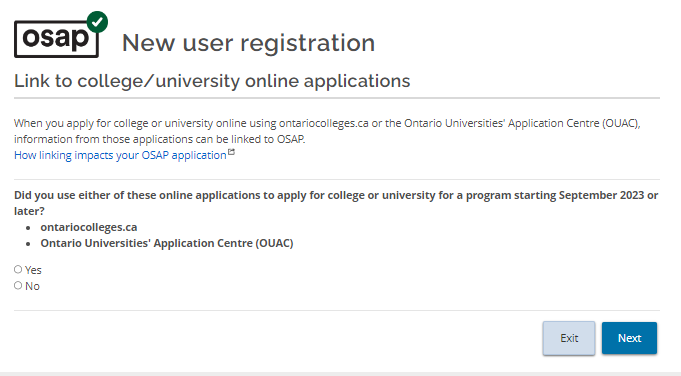 osap
New user registration
Link to college/university online applications
When you apply for college or university online using ontariocolleges.ca or the Ontario Universities' Application Centre (OUAC),
information from those applications can be linked to OSAP.
How linking impacts your OSAP application
Did you use either of these online applications to apply for college or university for a program starting September 2023 or
later?
• ontariocolleges.ca
• Ontario Universities' Application Centre (OUAC)
Yes
No
Exit Next